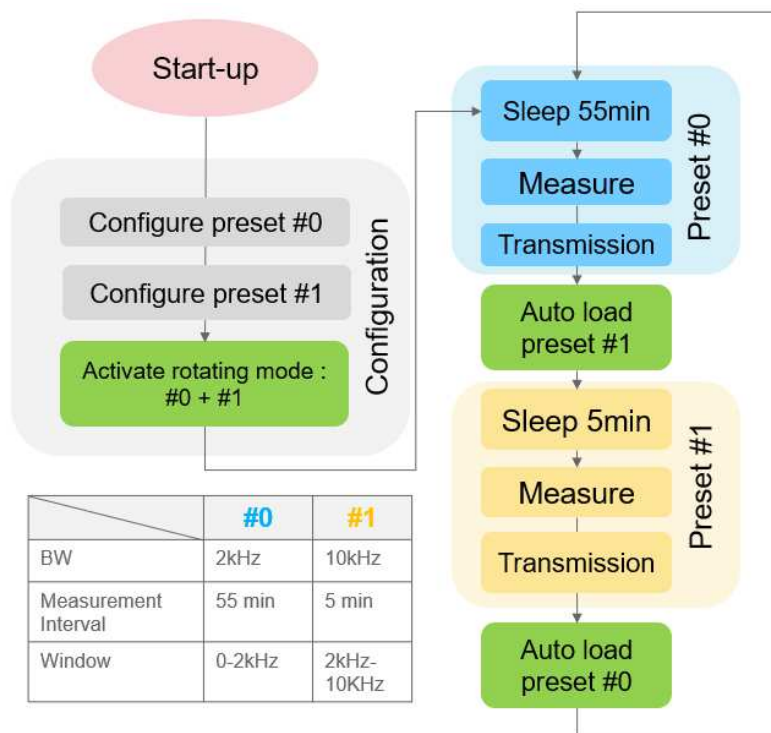 Start-up
Configure preset #0
Configure preset #1
Activate rotating mode :
#0 + #1
Configuration
Sleep 55min
Measure
Transmission
Preset #0
Auto load
preset #1
Sleep 5min
Measure
Transmission
Preset #1
Auto load
preset #0
#0 #1
BW 2kHz 10kHz
Measurement
Interval 55 min 5 min
Window 0-2kHz 2kHz-
10KHz